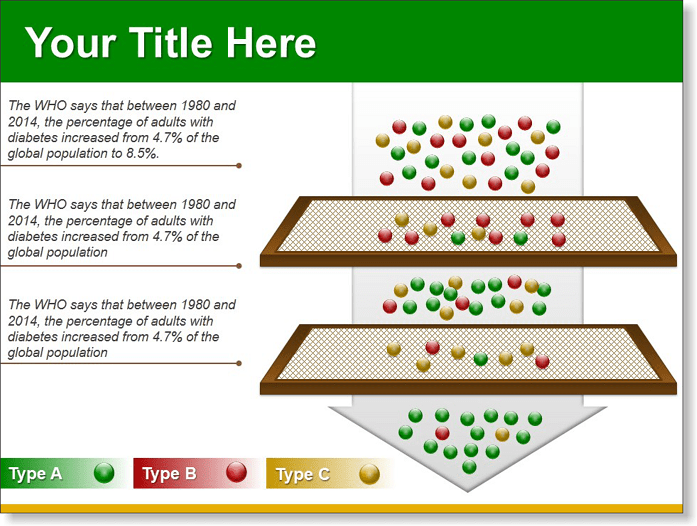 Your Title Here
The WHO says that between 1980 and
2014, the percentage of adults with
diabetes increased from 4.7% of the
global population to 8.5%.
The WHO says that between 1980 and
2014, the percentage of adults with
diabetes increased from 4.7% of the
global population
The WHO says that between 1980 and
2014, the percentage of adults with
diabetes increased from 4.7% of the
global population
Type A
Type B
Type C